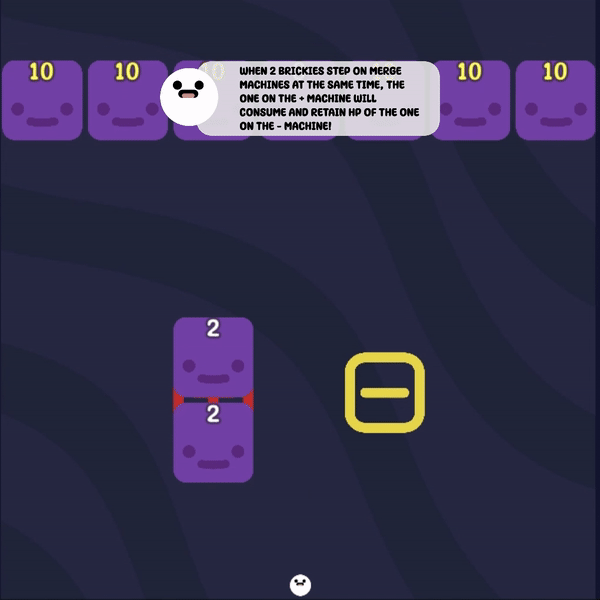 10 10 10 10 10
WHEN 2 BRICKIES STEP ON MERGE
MACHINES AT THE SAME TIME, THE
ONE ON THE + MACHINE WILL
CONSUME AND RETAIN HP OF THE ONE
ON THE - MACHINE!
2
2